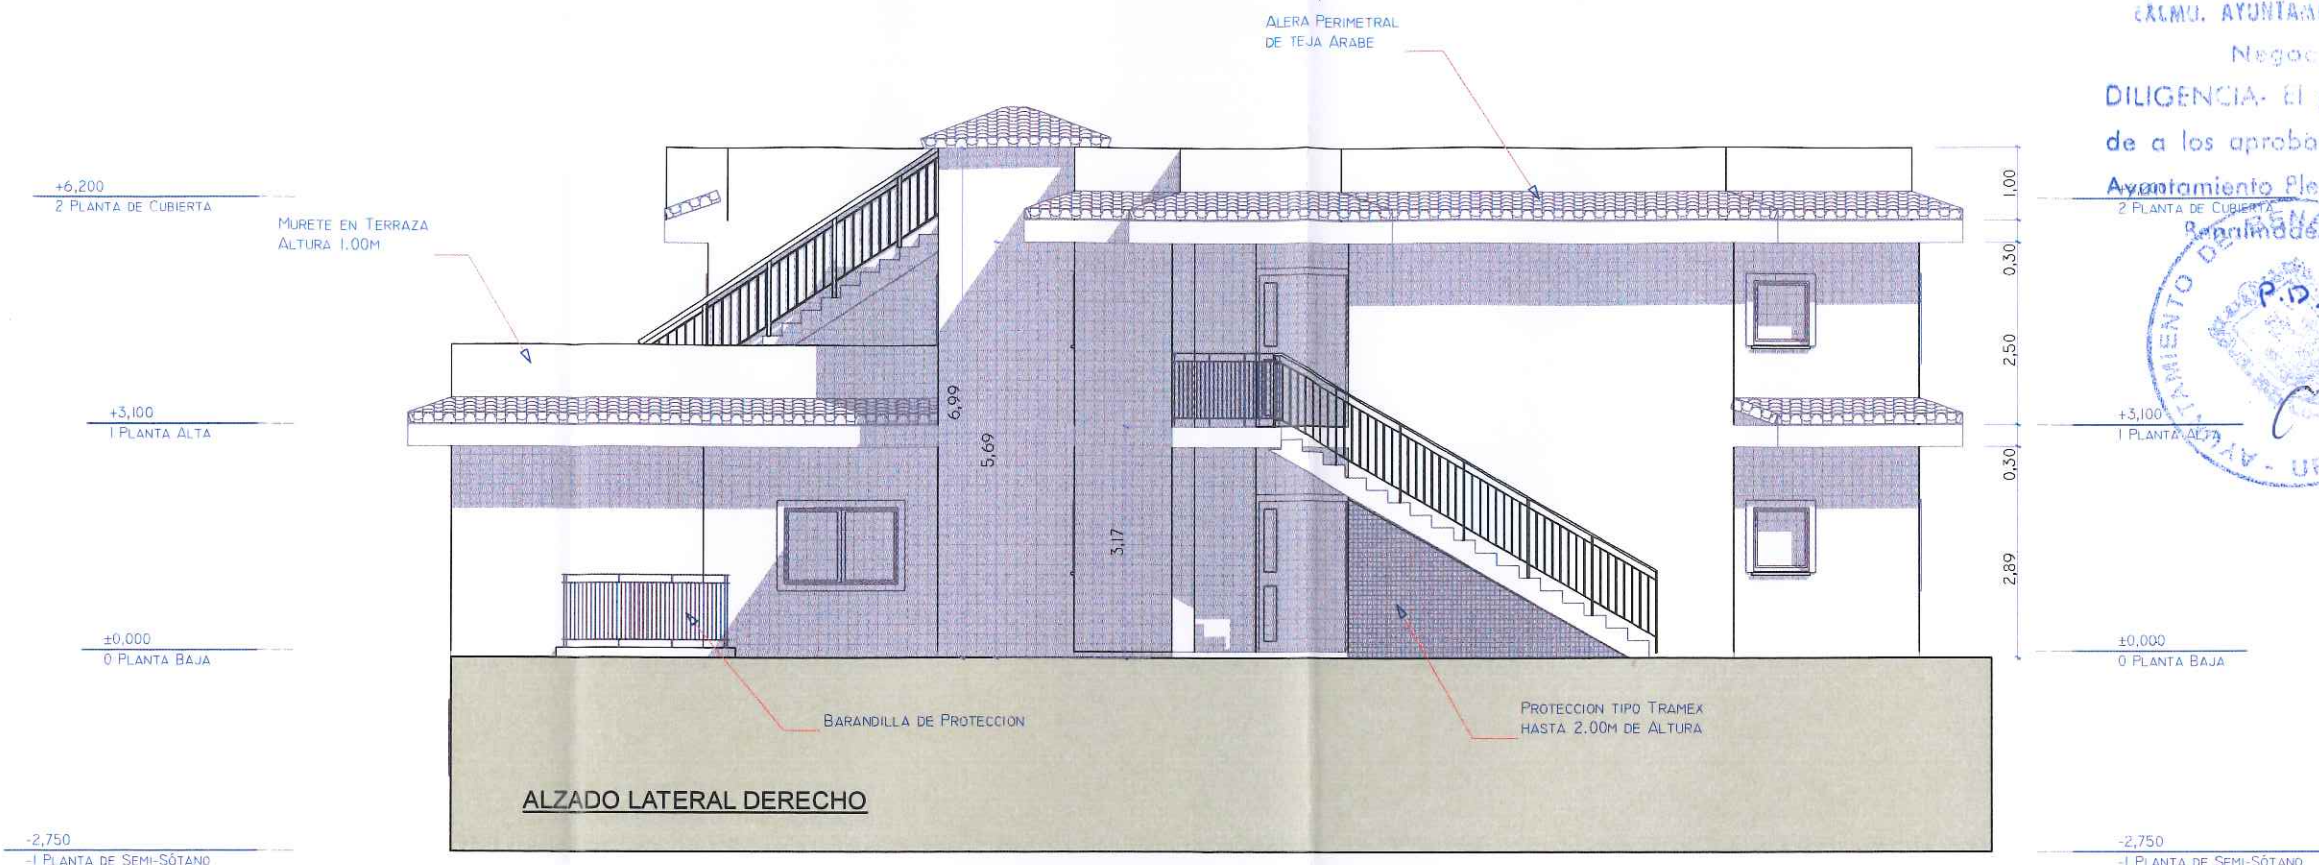 ALERA PERIMETRAL
DE TEJA ARABE
EXCMO.
DILIGENCIA- El
de a los
Ayuntamiento
+6,200
2 PLANTA DE CUBIERTA
2 PLANTA DE CUBIERTA
MURETE EN TERRAZA
ALTURA 1.00M
P.D.
1,00
0,30
2,50
0,30
2,89
6,99
5,69
3,17
+3,100
1 PLANTA ALTA
+3,100
1 PLANTA ALTA
±0,000
0 PLANTA BAJA
±0,000
0 PLANTA BAJA
BARANDILLA DE PROTECCION
PROTECCION TIPO TRAMEX
HASTA 2.00M DE ALTURA
ALZADO LATERAL DERECHO
-2,750
-1 PLANTA DE SEMI-SÓTANO
-2,750
-1 PLANTA DE SEMI-SÓTANO